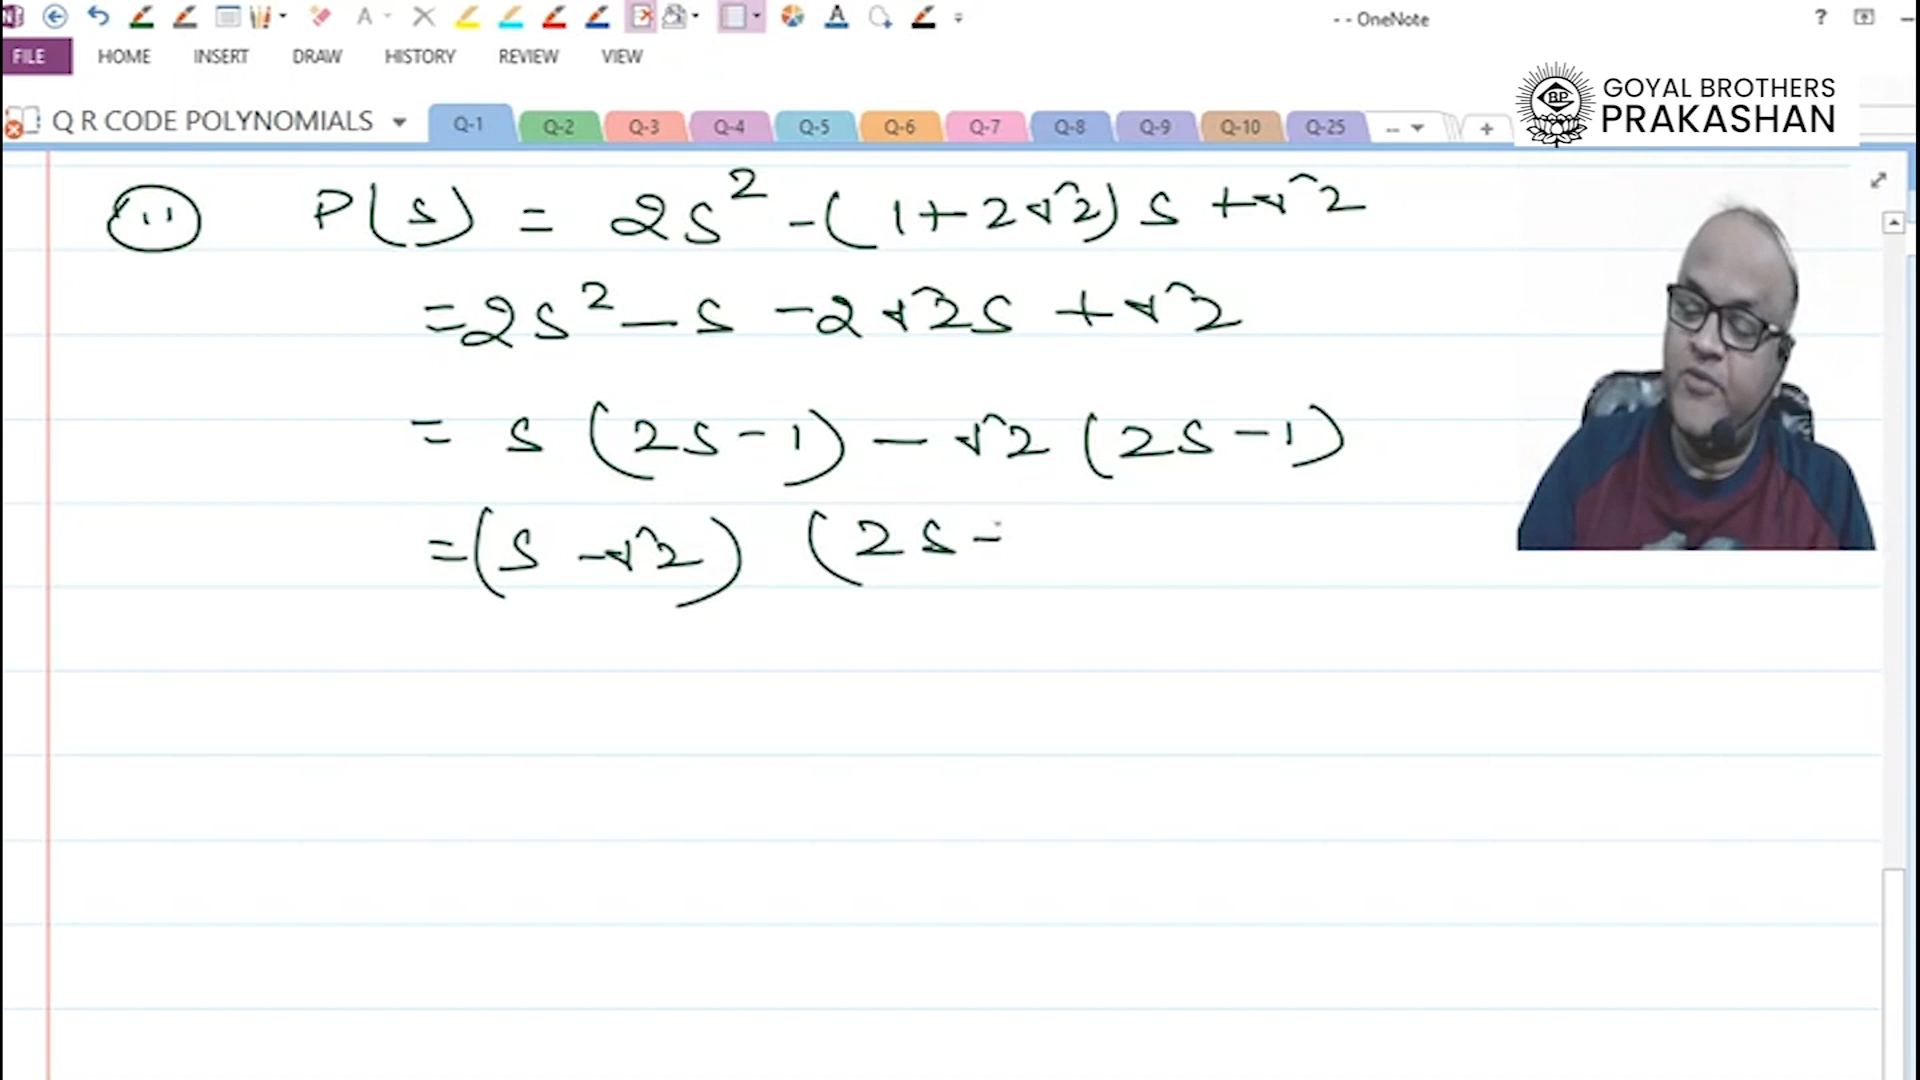 - - OneNote
?
FILE HOME INSERT DRAW HISTORY REVIEW VIEW
GOYAL BROTHERS
PRAKASHAN
BP
Q R CODE POLYNOMIALS
Q-1 Q-2 Q-3 Q-4 Q-5 Q-6 Q-7 Q-8 Q-9 Q-10 Q-25 -- +
(ii) P(s) = 2s² - (1 + 2√2) s + √2
= 2s² - s - 2√2s + √2
= s (2s - 1) - √2 (2s - 1)
= (s - √2) (2s -